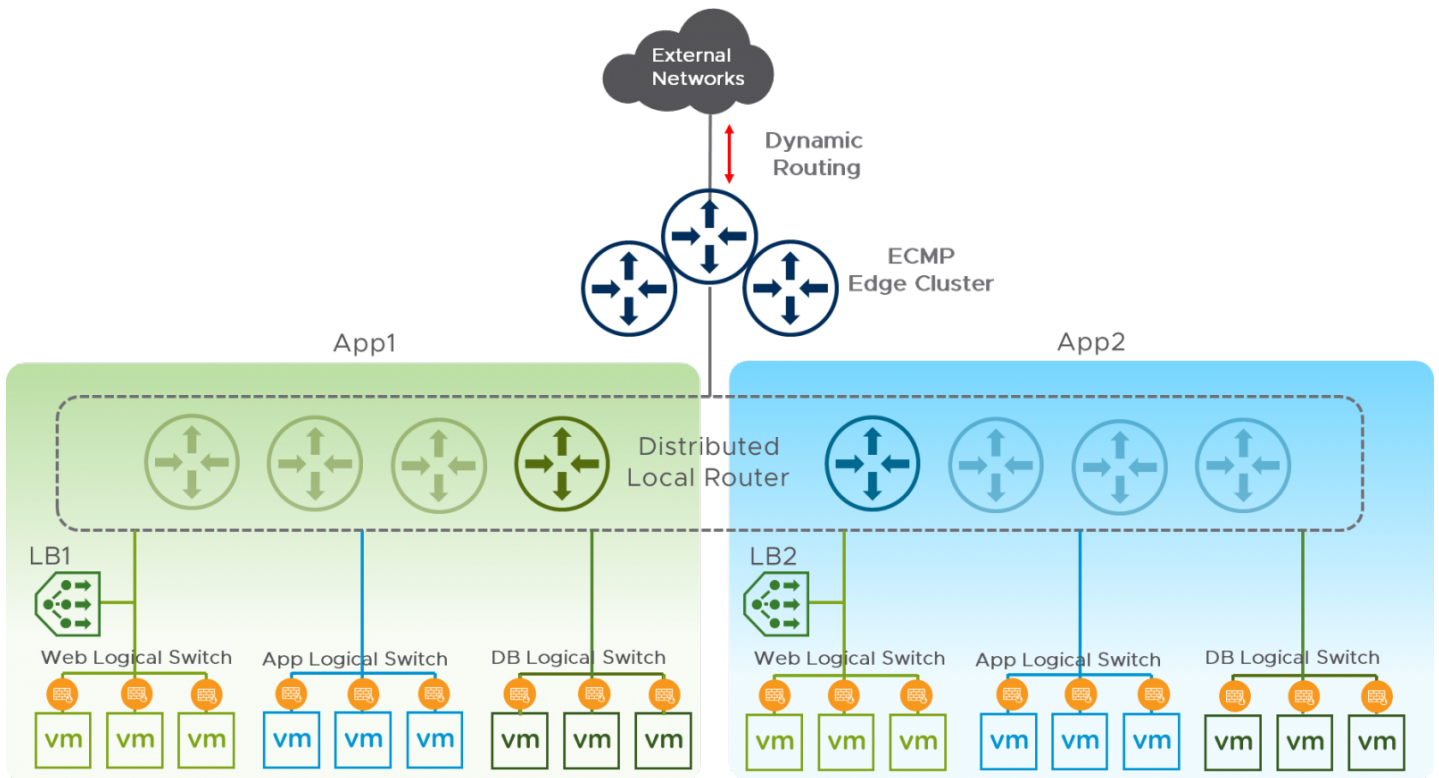 External
Networks
Dynamic
Routing
ECMP
Edge Cluster
App1
App2
Distributed
Local Router
LB1
LB2
Web Logical Switch
App Logical Switch
DB Logical Switch
Web Logical Switch
App Logical Switch
DB Logical Switch
vm vm vm vm vm vm vm vm vm vm vm vm vm vm vm vm vm vm